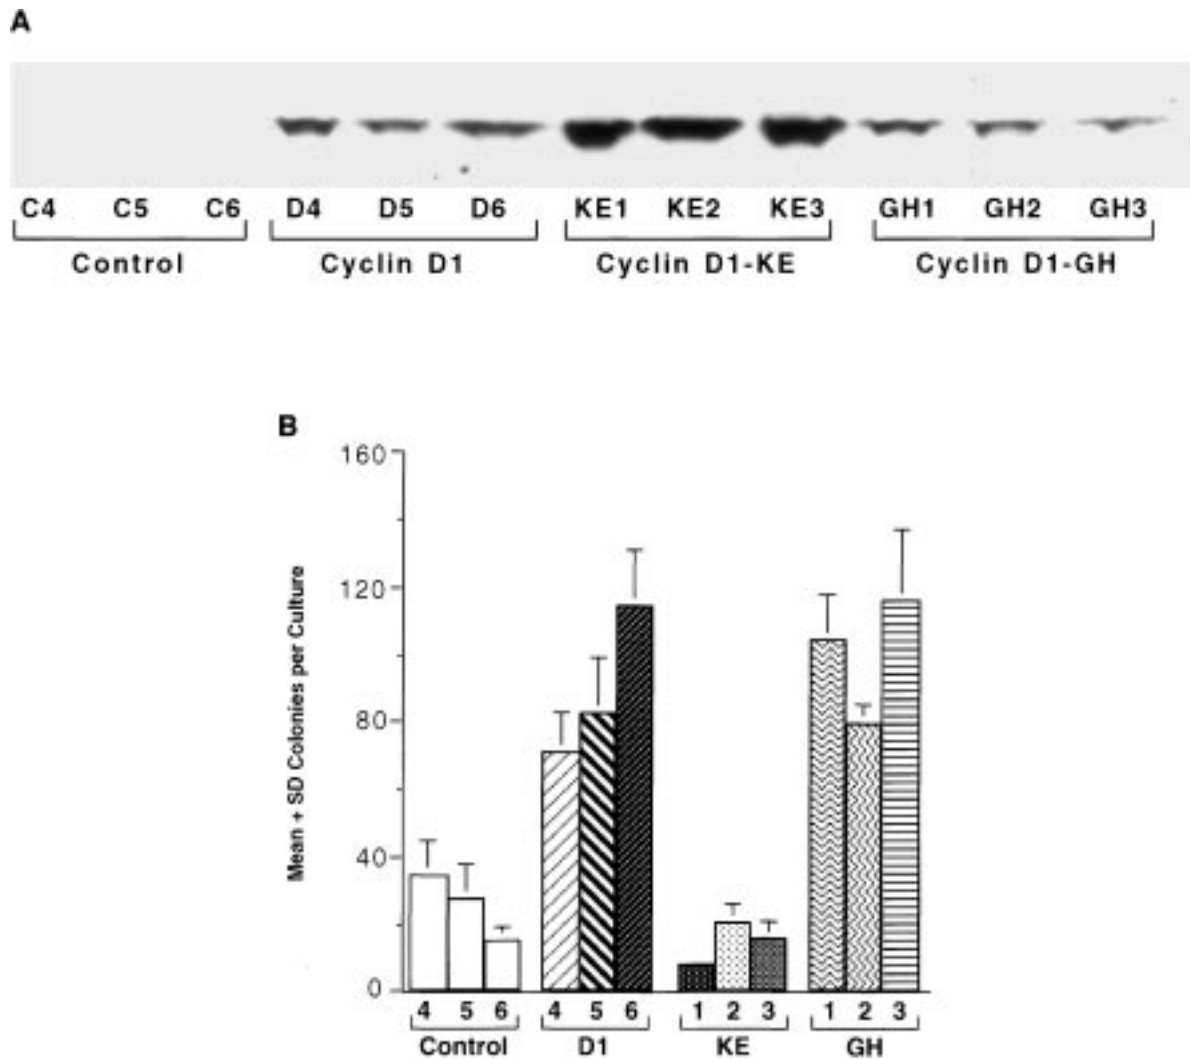 A
C4 C5 C6 D4 D5 D6 KE1 KE2 KE3 GH1 GH2 GH3
Control Cyclin D1 Cyclin D1-KE Cyclin D1-GH
B
Mean + SD Colonies per Culture
160
120
80
40
0
4 5 6 4 5 6 1 2 3 1 2 3
Control D1 KE GH